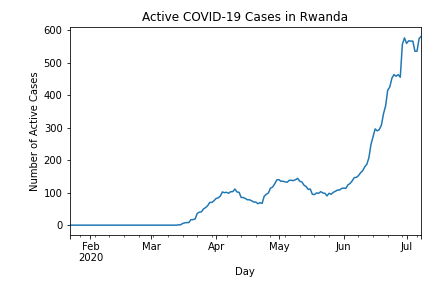 Active COVID-19 Cases in Rwanda
600
500
400
300
200
100
0
Number of Active Cases
Feb Mar Apr May Jun Jul
2020
Day